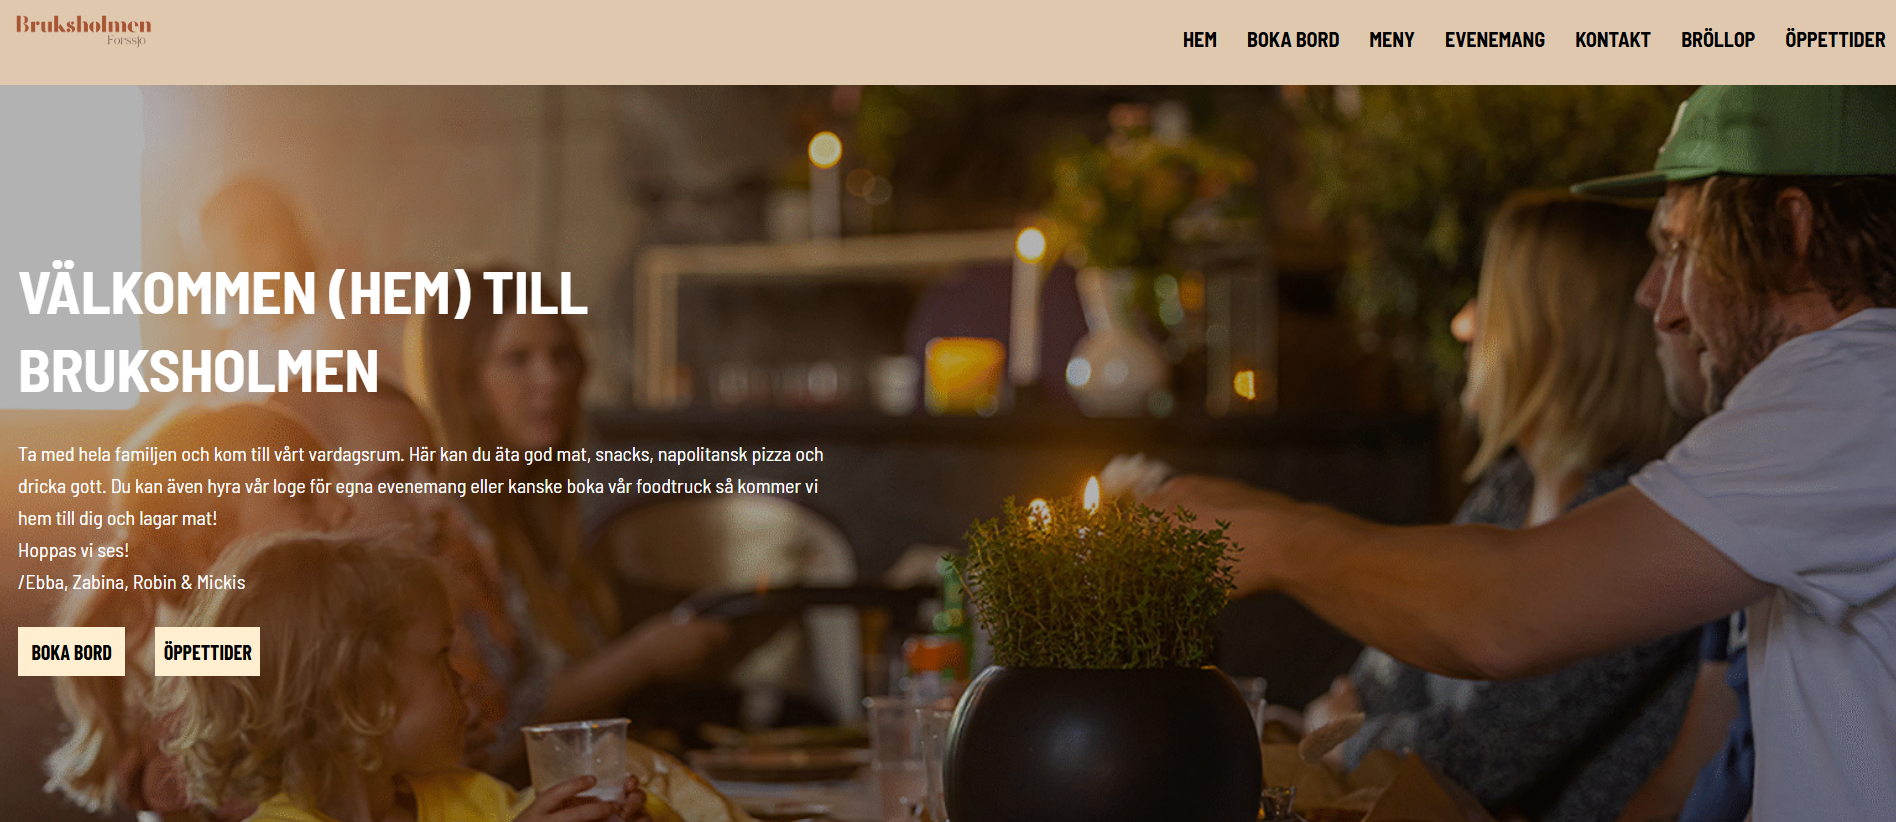 Bruksholmen
Forssjö
HEM BOKA BORD MENY EVENEMANG KONTAKT BRÖLLOP ÖPPETTIDER
VÄLKOMMEN (HEM) TILL
BRUKSHOLMEN
Ta med hela familjen och kom till vårt vardagsrum. Här kan du äta god mat, snacks, napolitansk pizza och
dricka gott. Du kan även hyra vår loge för egna evenemang eller kanske boka vår foodtruck så kommer vi
hem till dig och lagar mat!
Hoppas vi ses!
/Ebba, Zabina, Robin & Mickis
BOKA BORD ÖPPETTIDER